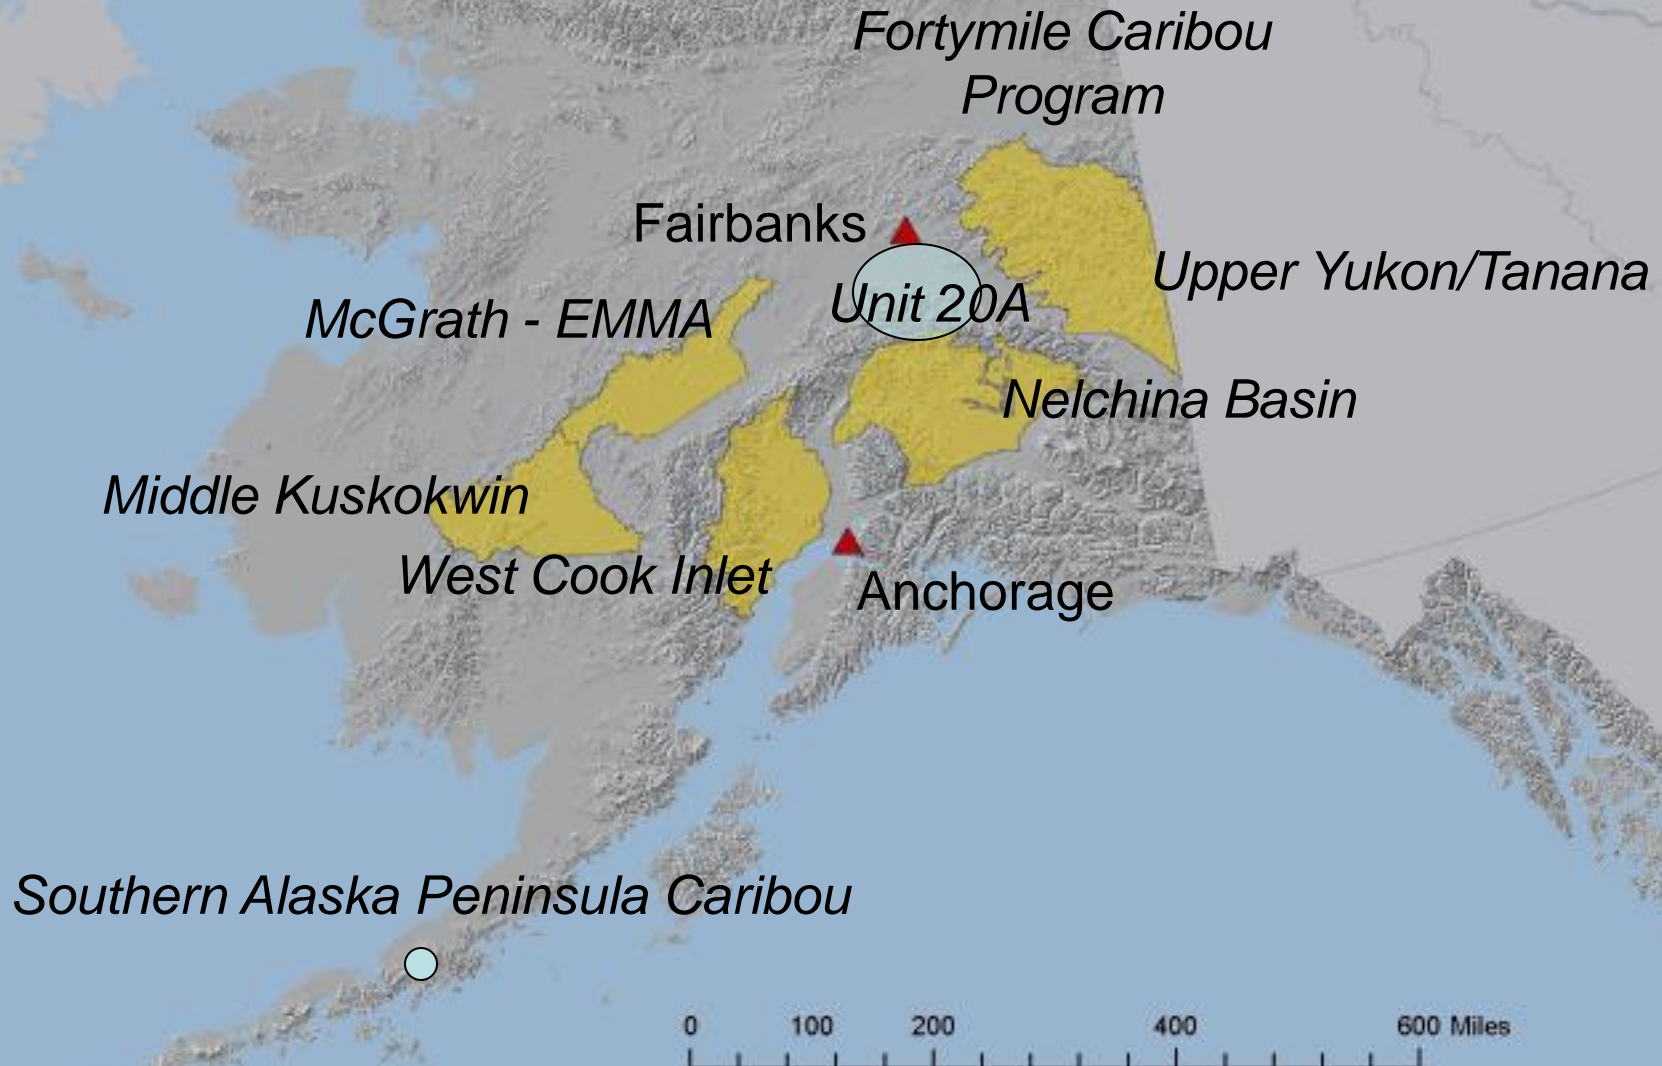 Fortymile Caribou
Program
Fairbanks
Upper Yukon/Tanana
Unit 20A
McGrath - EMMA
Nelchina Basin
Middle Kuskokwin
West Cook Inlet
Anchorage
Southern Alaska Peninsula Caribou
0 100 200 400 600 Miles